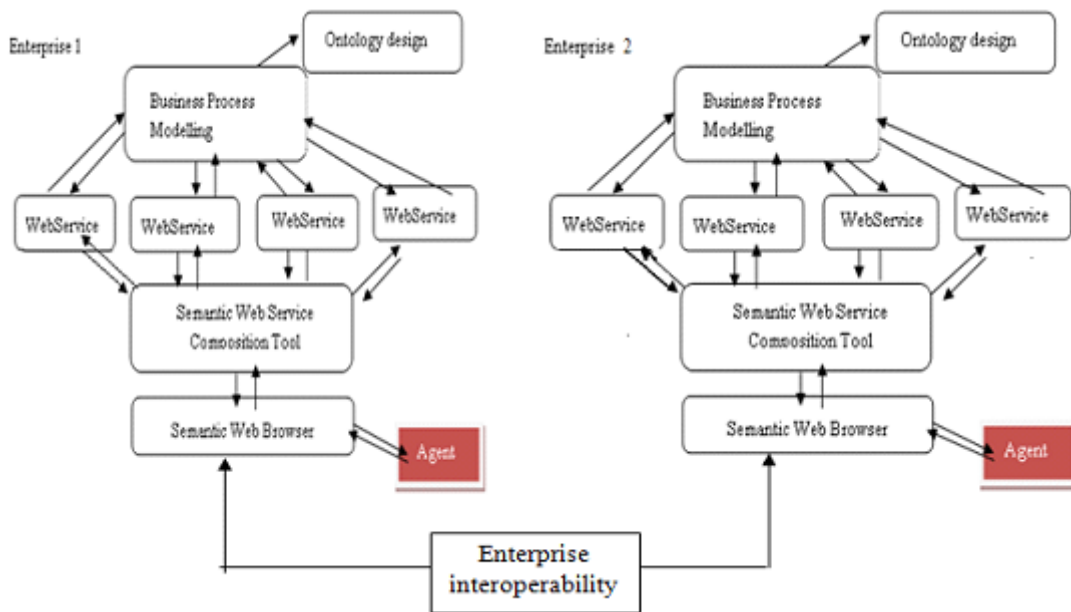 Enterprise 1
Ontology design
Business Process
Modelling
WebService
WebService
WebService
WebService
Semantic Web Service
Composition Tool
Semantic Web Browser
Agent
Enterprise 2
Ontology design
Business Process
Modelling
WebService
WebService
WebService
WebService
Semantic Web Service
Composition Tool
Semantic Web Browser
Agent
Enterprise
interoperability